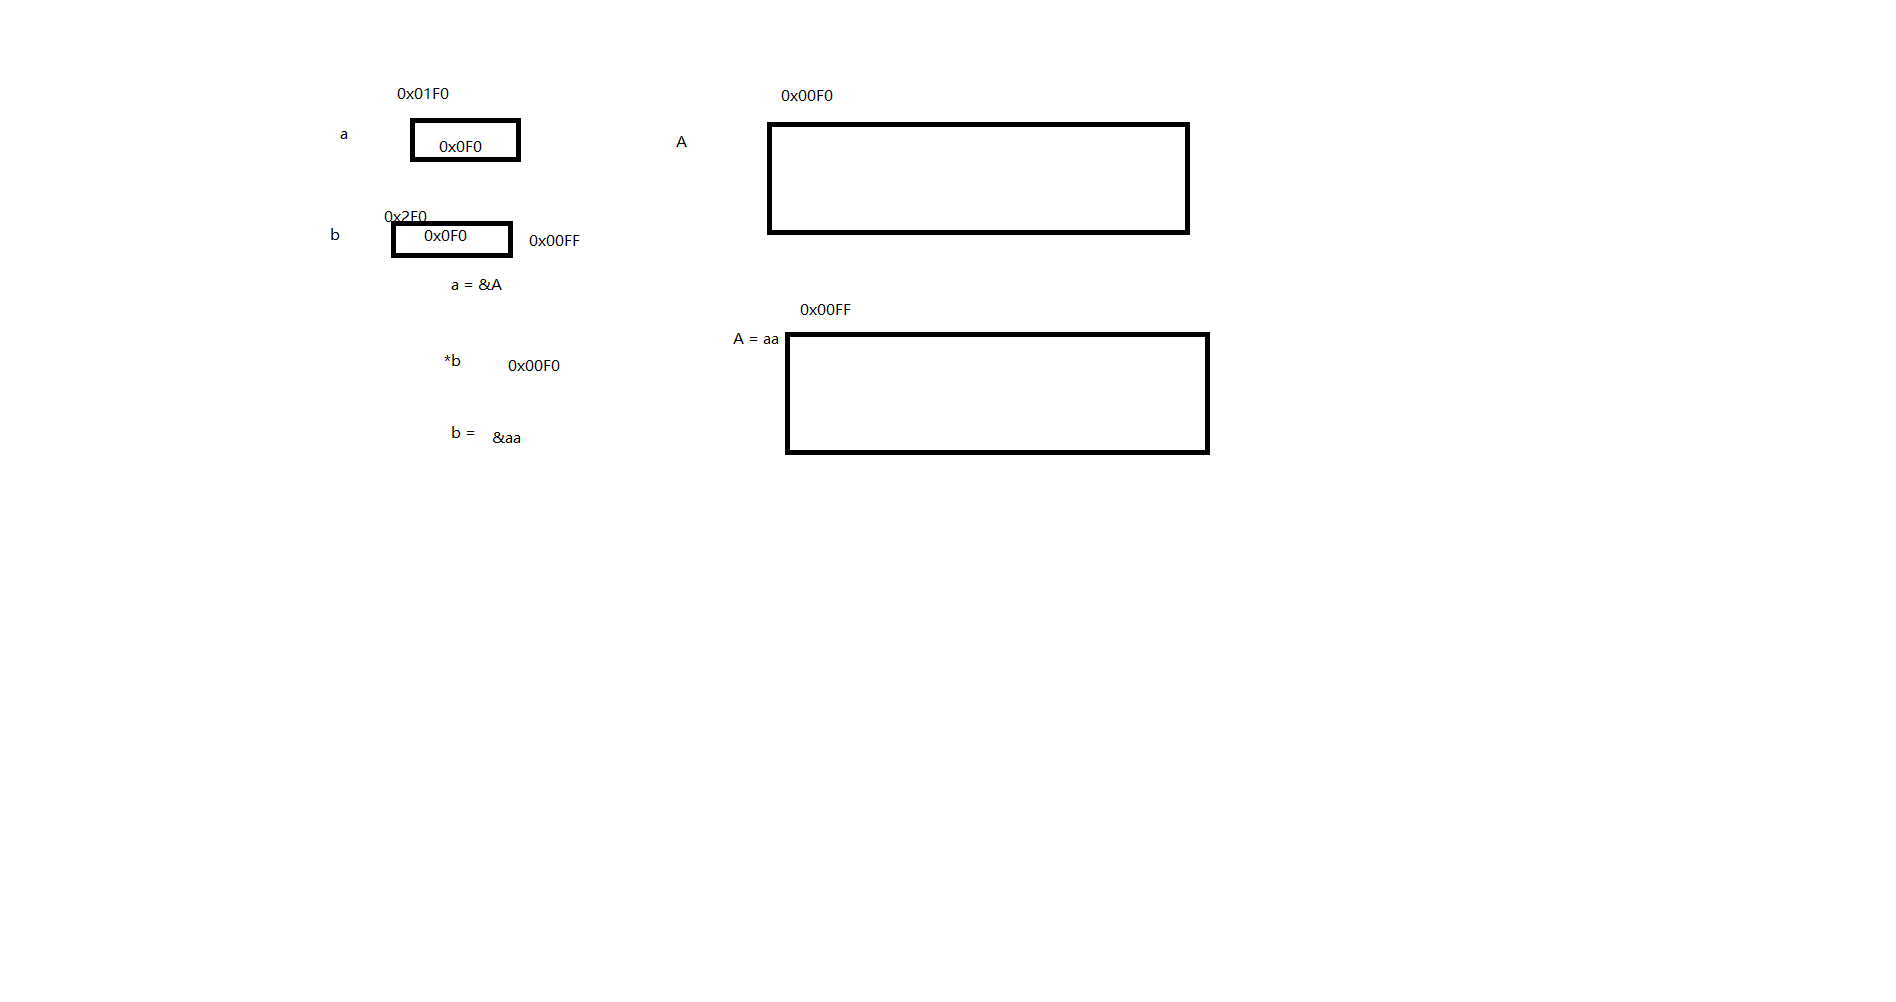 0x01F0
a
0x0F0
0x2F0
b
0x0F0
0x00FF
a = &A
*b
0x00F0
b =
&aa
0x00F0
A
0x00FF
A = aa